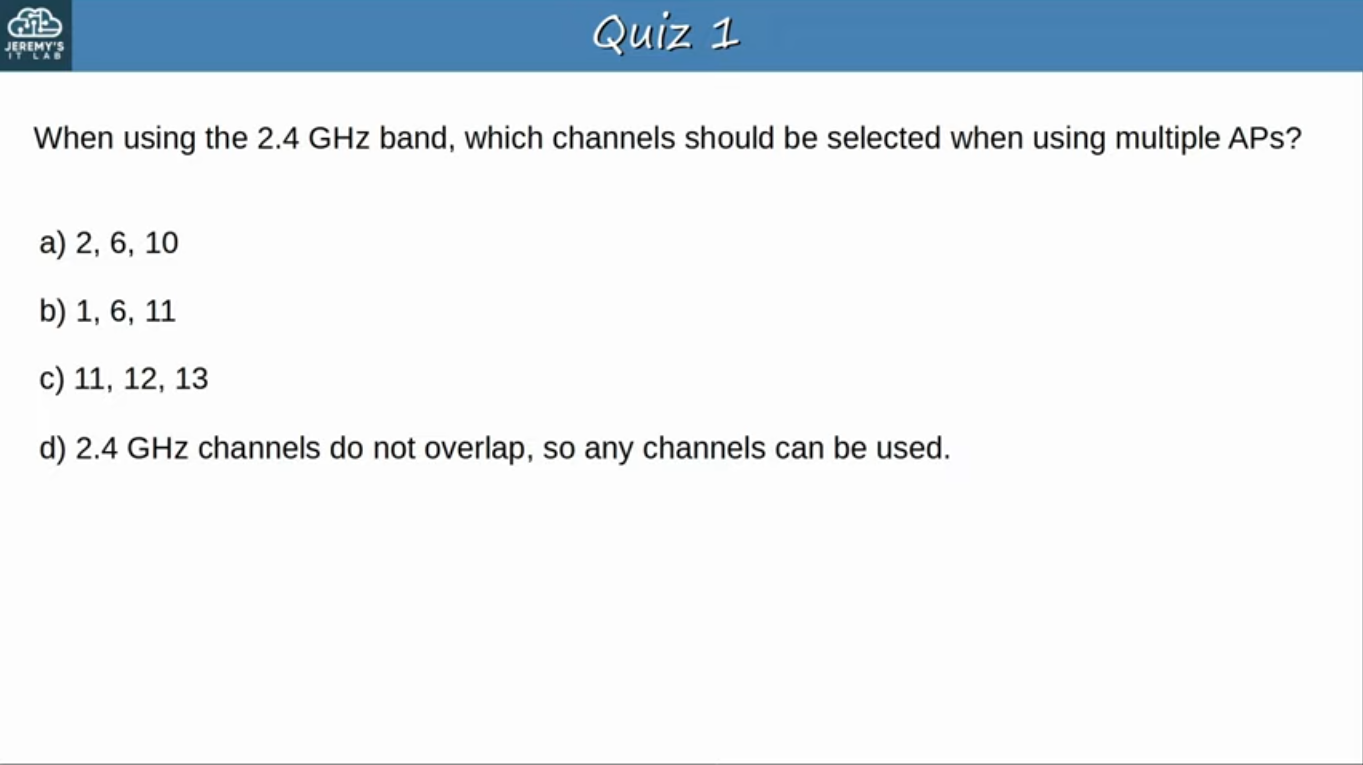 JEREMY'S
IT LAB
Quiz 1
When using the 2.4 GHz band, which channels should be selected when using multiple APs?
a) 2, 6, 10
b) 1, 6, 11
c) 11, 12, 13
d) 2.4 GHz channels do not overlap, so any channels can be used.